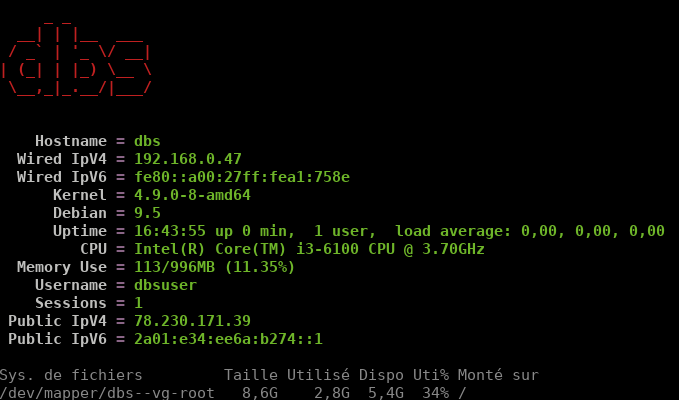 dbs
Hostname = dbs
Wired IpV4 = 192.168.0.47
Wired IpV6 = fe80::a00:27ff:fea1:758e
Kernel = 4.9.0-8-amd64
Debian = 9.5
Uptime = 16:43:55 up 0 min,  1 user,  load average: 0,00, 0,00, 0,00
CPU = Intel(R) Core(TM) i3-6100 CPU @ 3.70GHz
Memory Use = 113/996MB (11.35%)
Username = dbsuser
Sessions = 1
Public IpV4 = 78.230.171.39
Public IpV6 = 2a01:e34:ee6a:b274::1
Sys. de fichiers         Taille Utilisé Dispo Uti% Monté sur
/dev/mapper/dbs--vg-root   8,6G    2,8G  5,4G  34% /